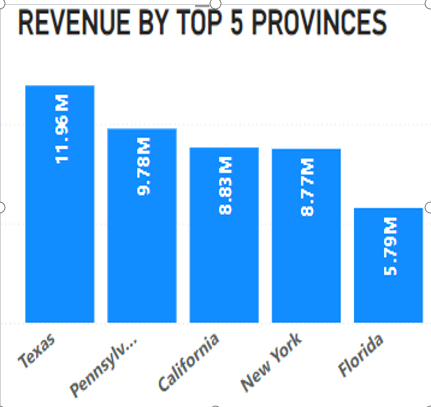 REVENUE BY TOP 5 PROVINCES
11.96M
9.78M
8.83M
8.77M
5.79M
Texas
Pennsylv...
California
New York
Florida